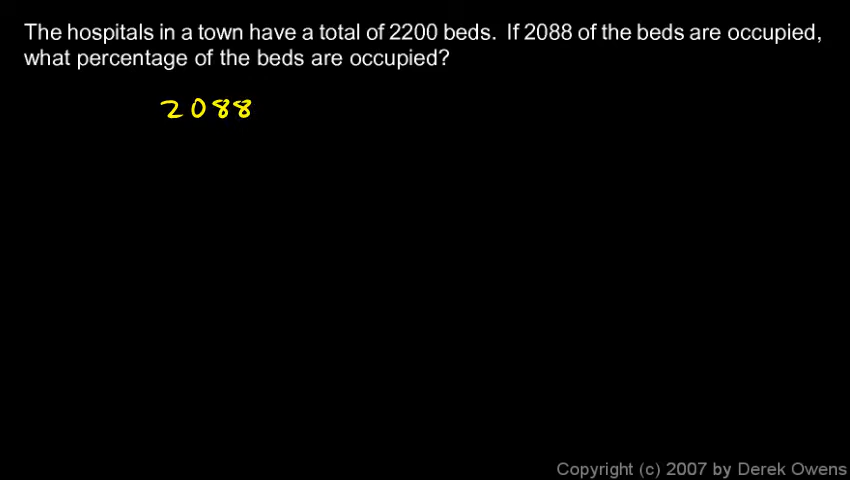 The hospitals in a town have a total of 2200 beds.  If 2088 of the beds are occupied,
what percentage of the beds are occupied?
2088
Copyright (c) 2007 by Derek Owens